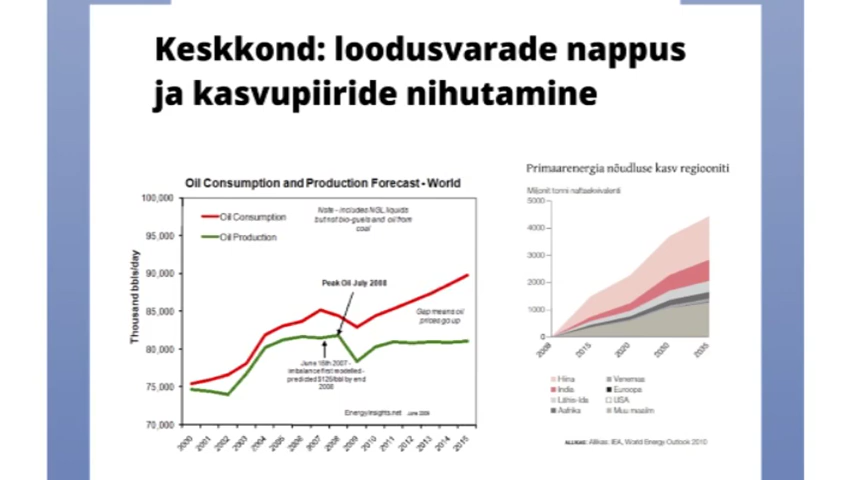 Keskkond: loodusvarade nappus
ja kasvupiiride nihutamine
Oil Consumption and Production Forecast - World
Thousand bbls/day
100,000
95,000
90,000
85,000
80,000
75,000
70,000
Oil Consumption
Oil Production
Note - includes NGL liquids
but not bio-fuels and oil from
coal
Peak Oil July 2008
Gap means oil
prices go up
June 15th 2007 -
imbalance first modelled -
predicted $125/bbl by end
2008
EnergyInsights.net June 2009
2000 2001 2002 2003 2004 2005 2006 2007 2008 2009 2010 2011 2012 2013 2014 2015
Primaarenergia nõudluse kasv regiooniti
Miljonit tonni naftaekvivalenti
5000
4000
3000
2000
1000
0
2015 2020 2030 2035
Hiina
India
Lähis-Ida
Aafrika
Venemaa
Euroopa
USA
Muu maailm
ALLIKAS: Allikas: IEA, World Energy Outlook 2010